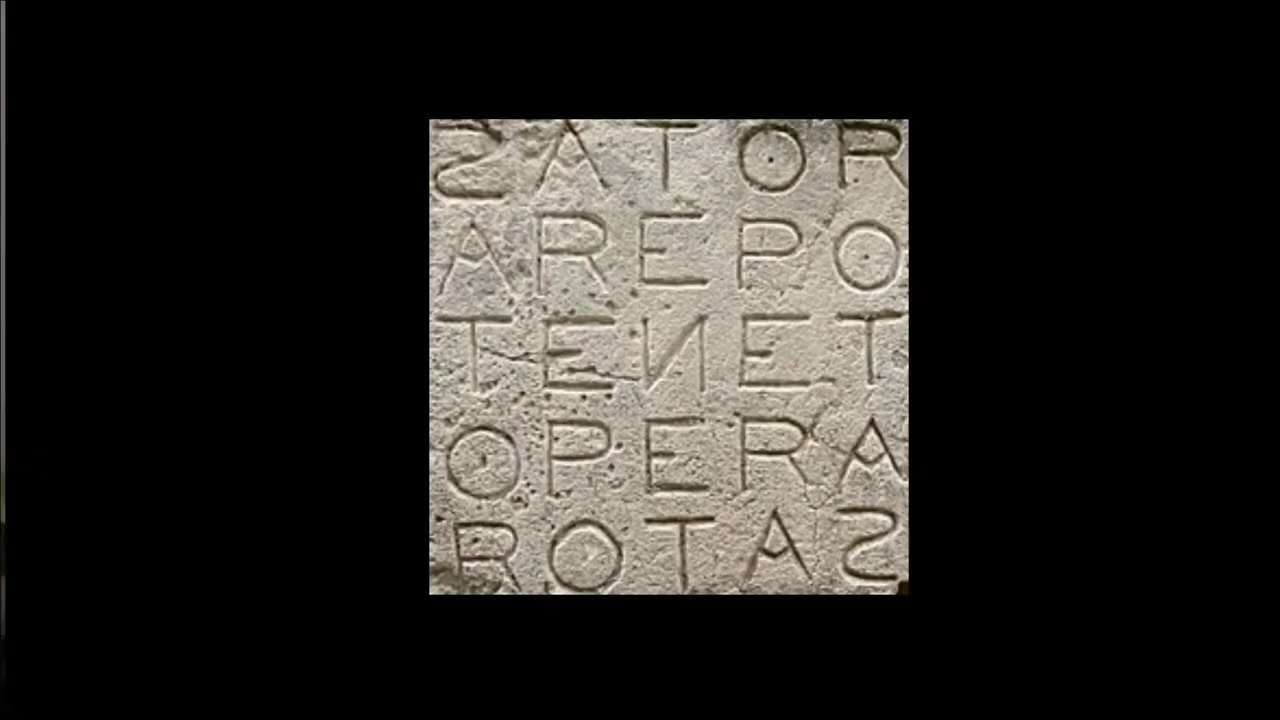 SATOR
AREPO
TENET
OPERA
ROTAS